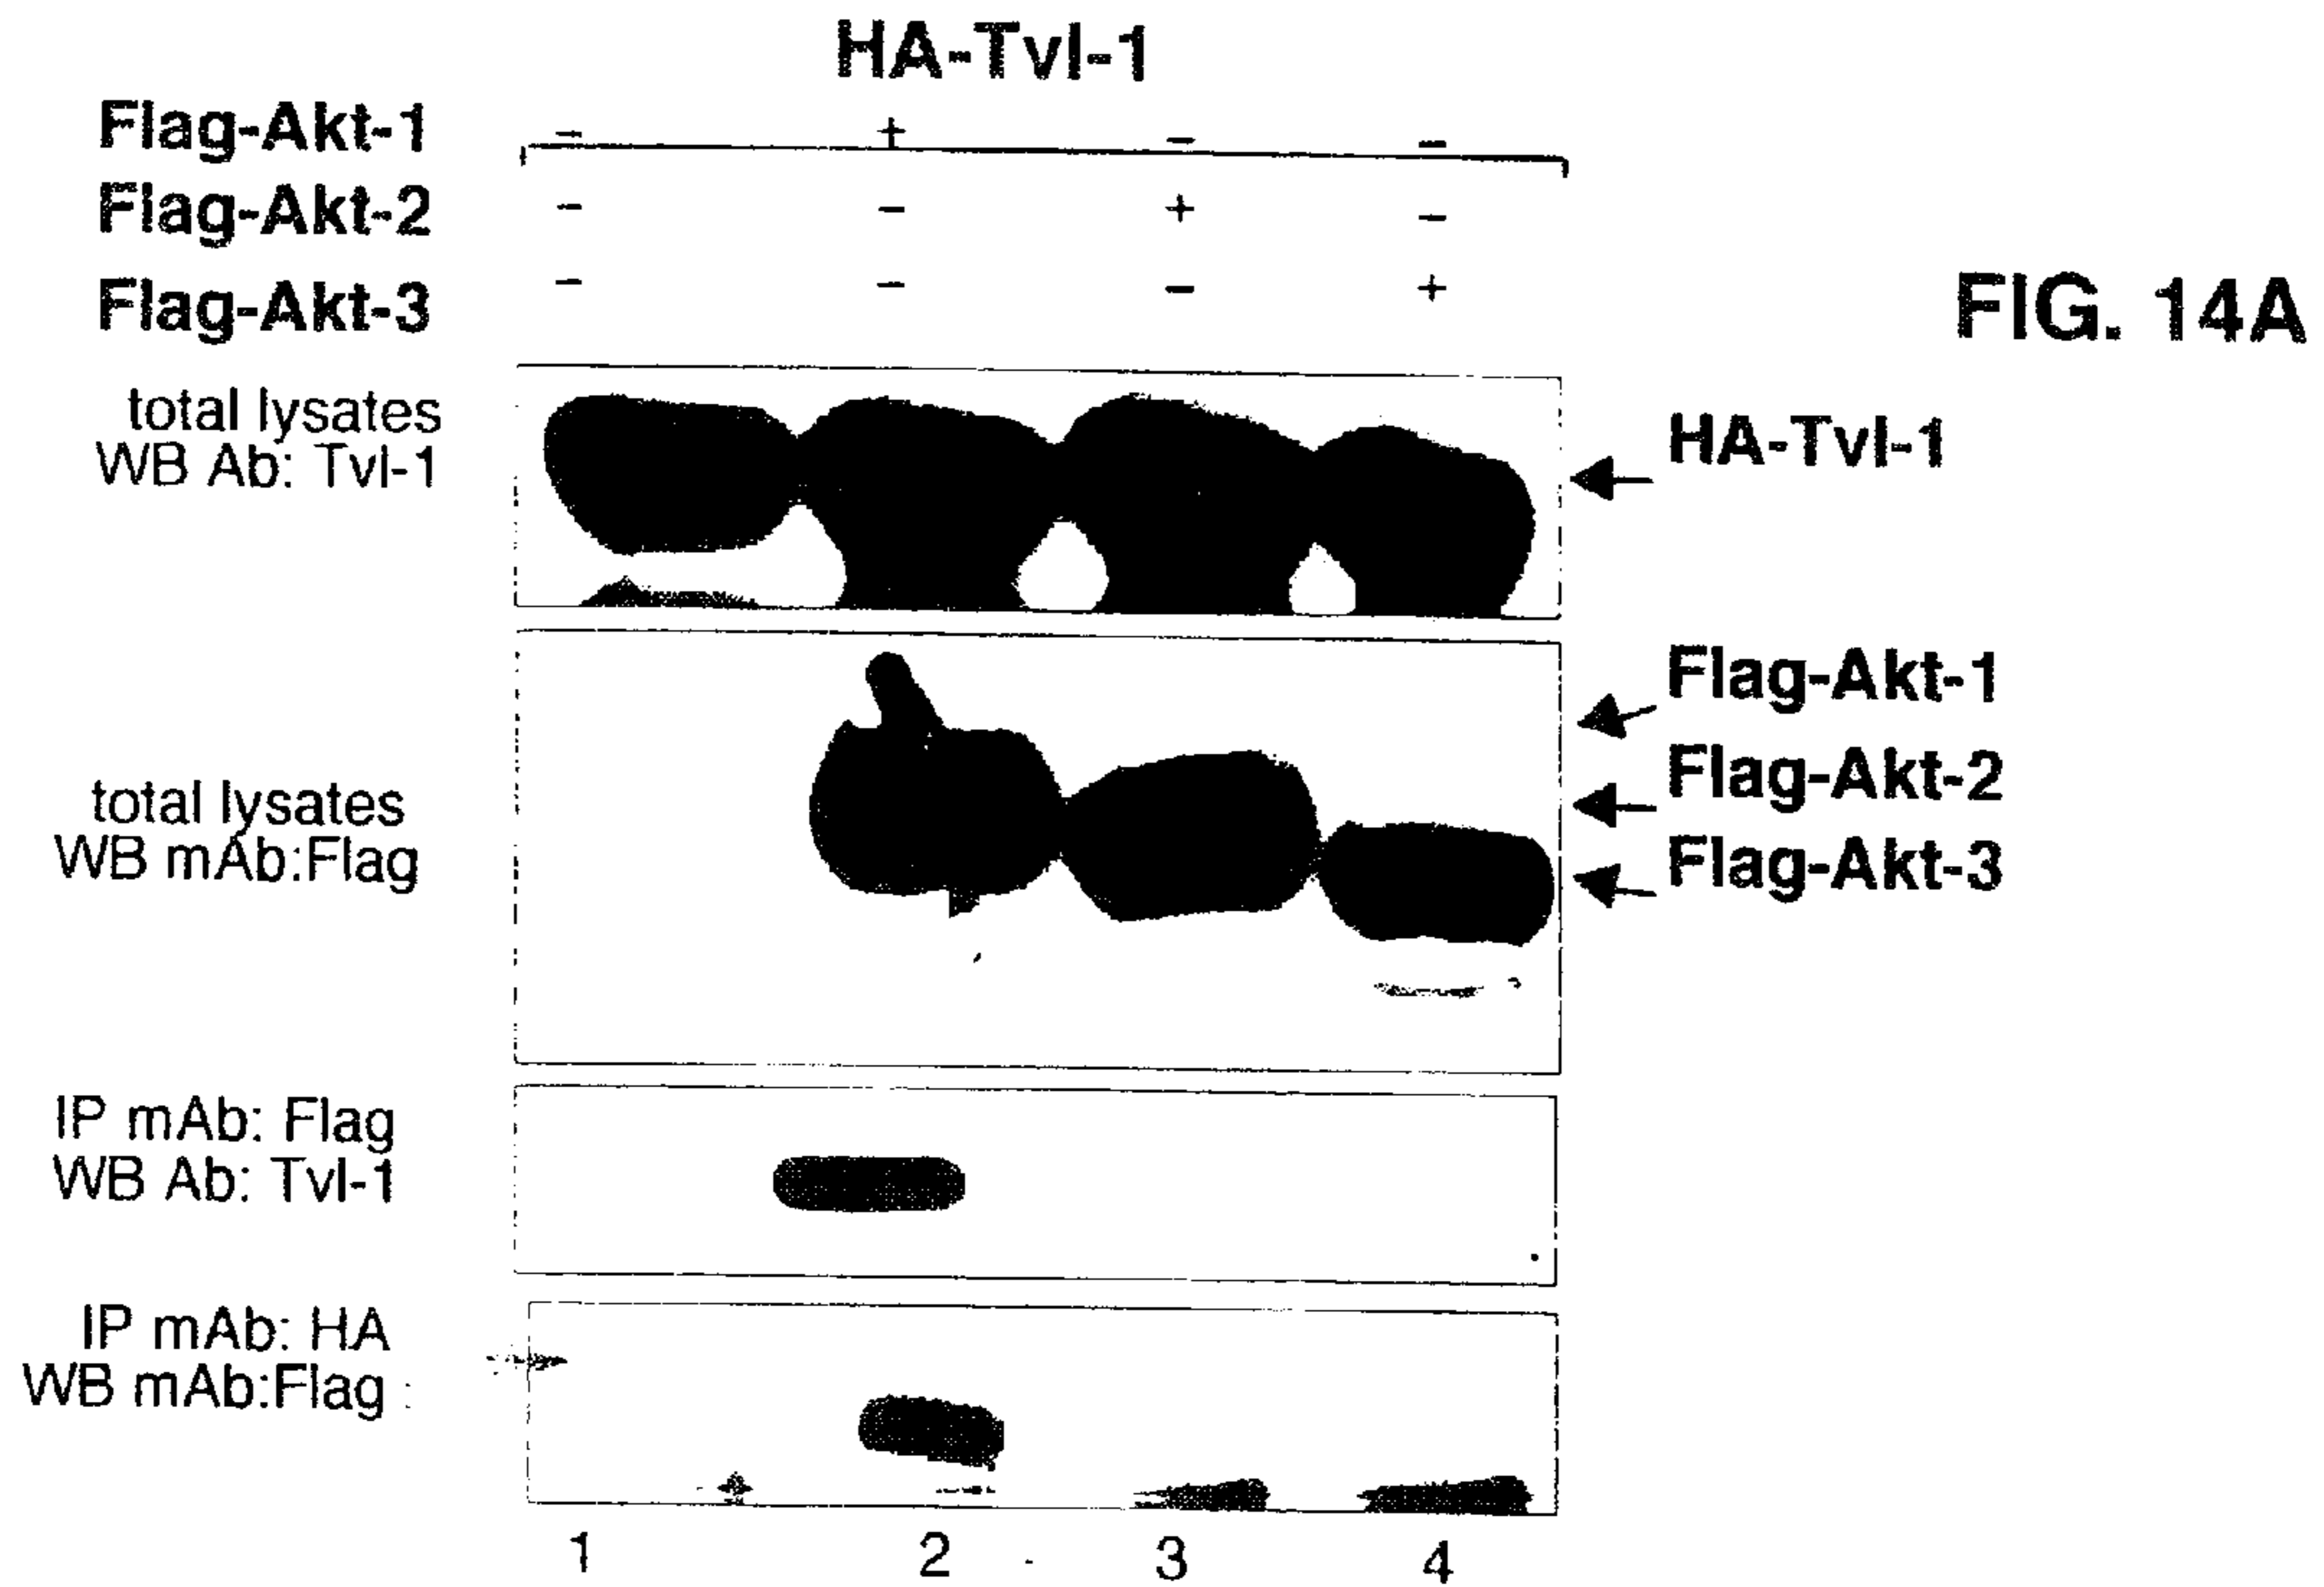 HA-Tvl-1
Flag-Akt-1 - + - -
Flag-Akt-2 - - + -
Flag-Akt-3 - - - +
FIG. 14A
total lysates
WB Ab: Tvl-1
HA-Tvl-1
total lysates
WB mAb:Flag
Flag-Akt-1
Flag-Akt-2
Flag-Akt-3
IP mAb: Flag
WB Ab: Tvl-1
IP mAb: HA
WB mAb:Flag
1 2 3 4